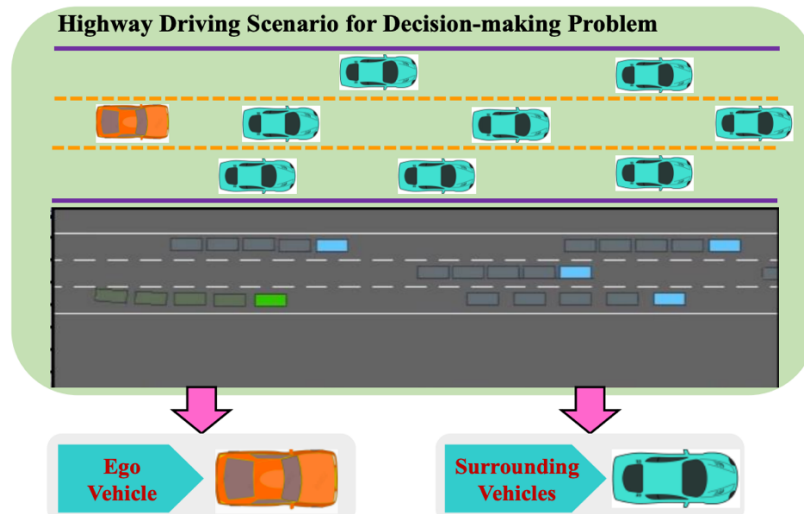 Highway Driving Scenario for Decision-making Problem
Ego
Vehicle
Surrounding
Vehicles